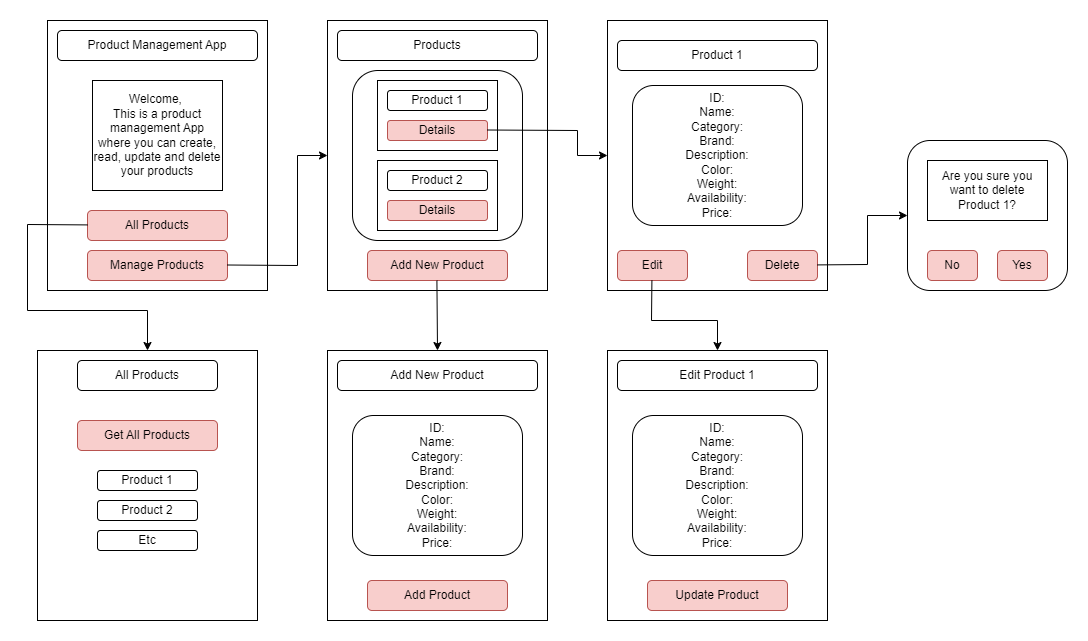 Product Management App
Welcome,
This is a product
management App
where you can create,
read, update and delete
your products
All Products
Manage Products
Products
Product 1
Details
Product 2
Details
Add New Product
Product 1
ID:
Name:
Category:
Brand:
Description:
Color:
Weight:
Availability:
Price:
Edit
Delete
Are you sure you
want to delete
Product 1?
No
Yes
All Products
Get All Products
Product 1
Product 2
Etc
Add New Product
ID:
Name:
Category:
Brand:
Description:
Color:
Weight:
Availability:
Price:
Add Product
Edit Product 1
ID:
Name:
Category:
Brand:
Description:
Color:
Weight:
Availability:
Price:
Update Product